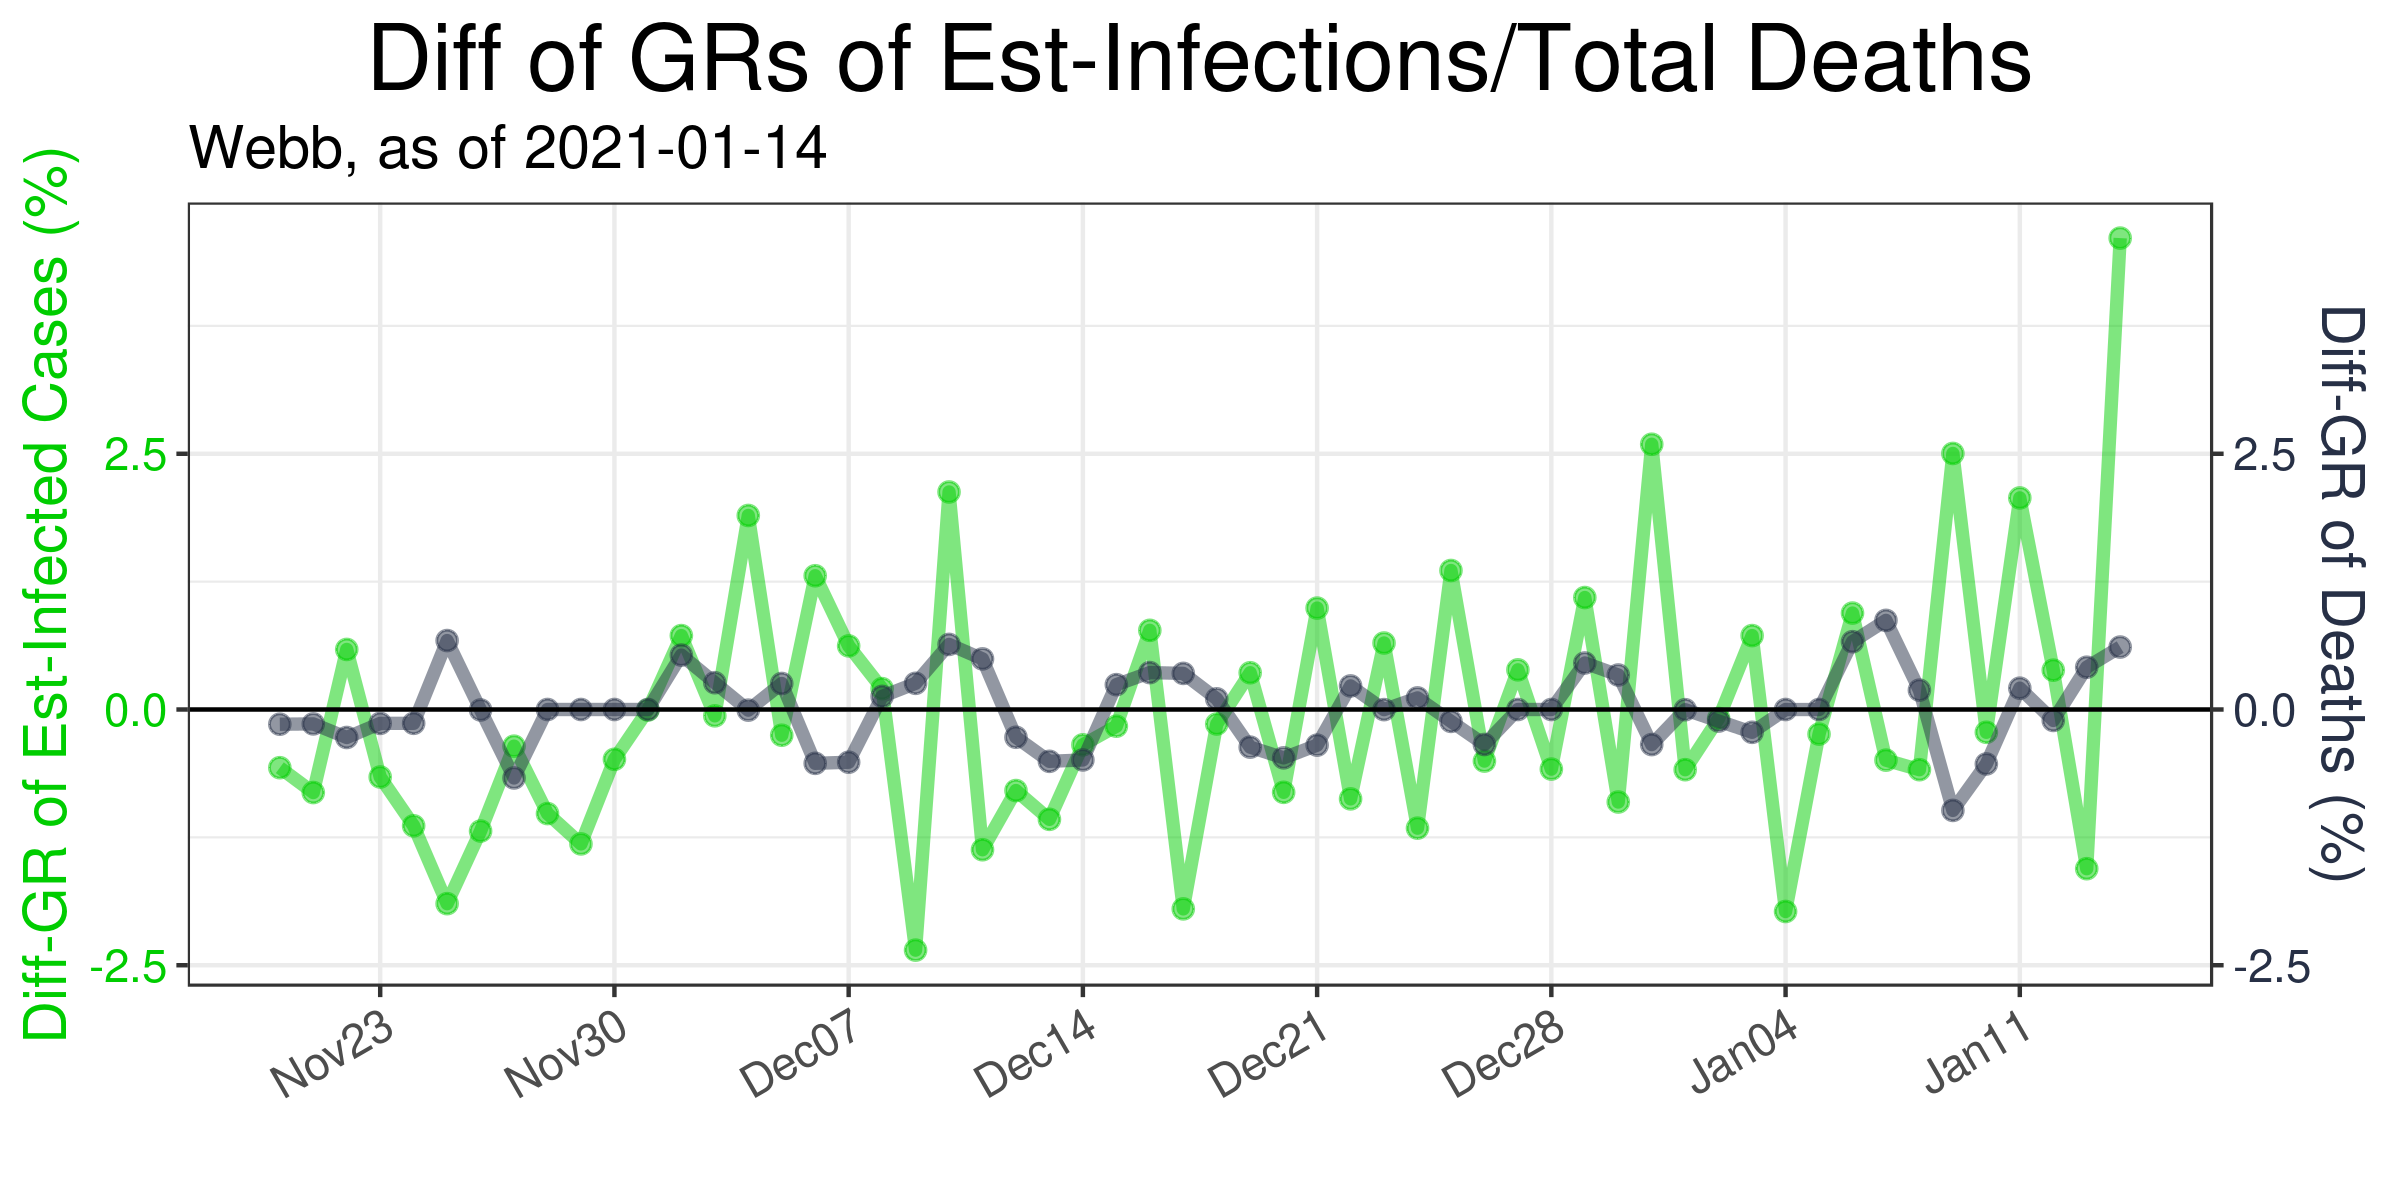 Diff of GRs of Est-Infections/Total Deaths
Webb, as of 2021-01-14
Diff-GR of Est-Infected Cases (%)
2.5
0.0
-2.5
2.5
0.0
-2.5
Diff-GR of Deaths (%)
Nov23
Nov30
Dec07
Dec14
Dec21
Dec28
Jan04
Jan11